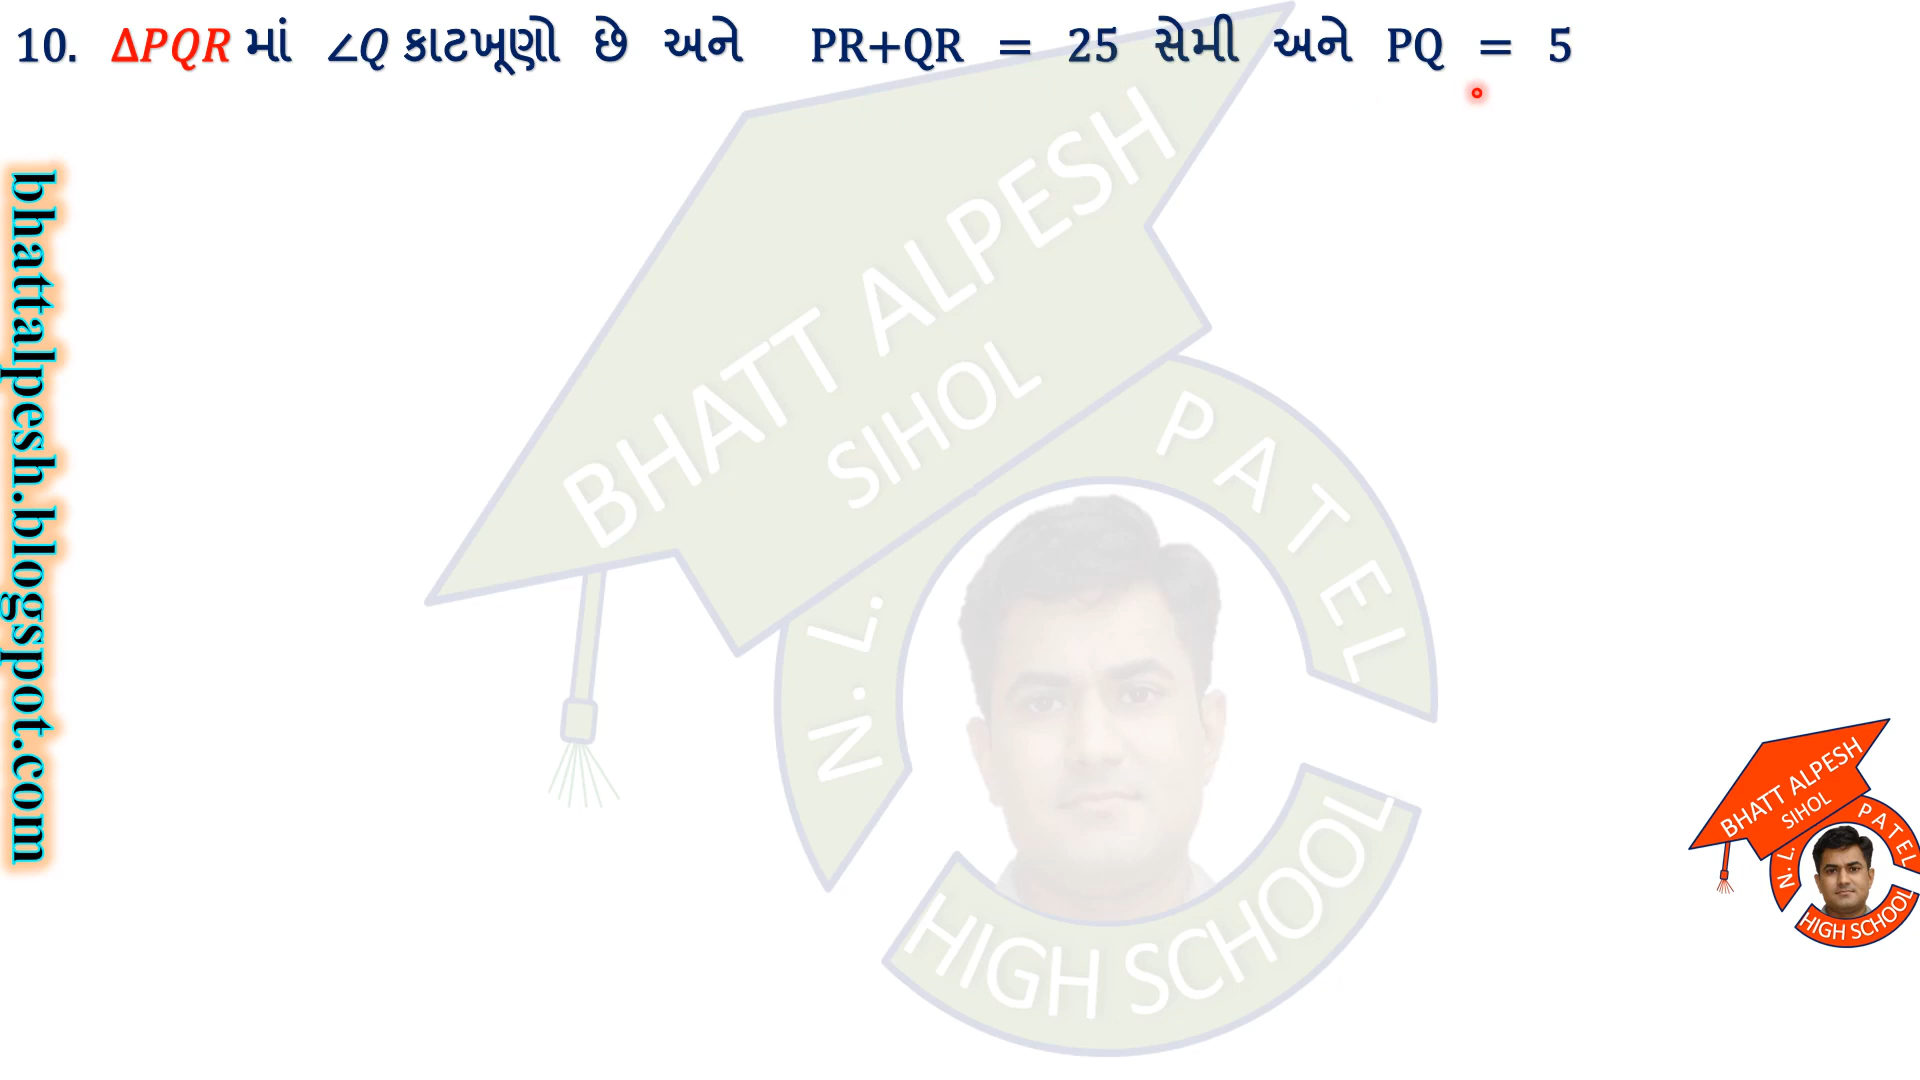 10. ΔPQR માં ∠Q કાટખૂણો છે અને PR+QR = 25 સેમી અને PQ = 5
bhattalpesh.blogspot.com
BHATT ALPESH
SIHOL
N. L. PATEL
HIGH SCHOOL
BHATT ALPESH
SIHOL
N. L. PATEL
HIGH SCHOOL